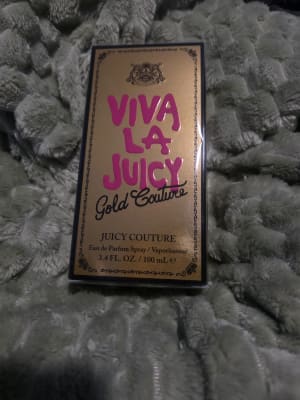 VIVA
LA
JUICY
Gold Couture
JUICY COUTURE
Eau de Parfum Spray / Vaporisateur
3.4 FL. OZ. / 100 mL ℮